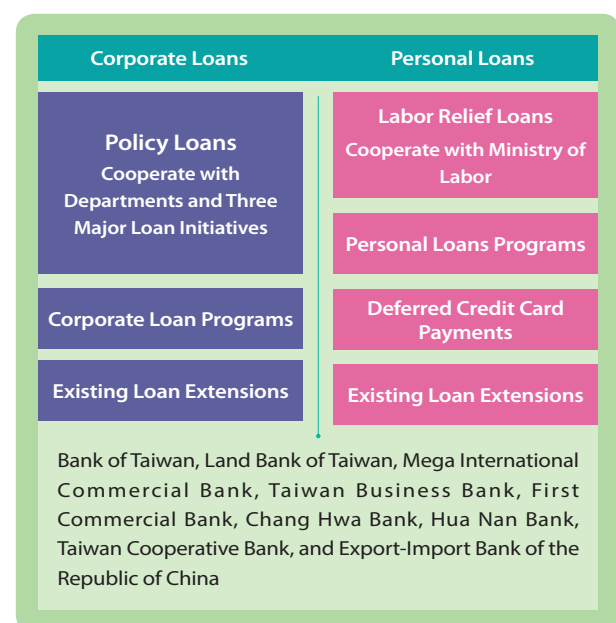 Corporate Loans
Personal Loans
Policy Loans
Cooperate with
Departments and Three
Major Loan Initiatives
Corporate Loan Programs
Existing Loan Extensions
Labor Relief Loans
Cooperate with Ministry of
Labor
Personal Loans Programs
Deferred Credit Card
Payments
Existing Loan Extensions
Bank of Taiwan, Land Bank of Taiwan, Mega International
Commercial Bank, Taiwan Business Bank, First
Commercial Bank, Chang Hwa Bank, Hua Nan Bank,
Taiwan Cooperative Bank, and Export-Import Bank of the
Republic of China